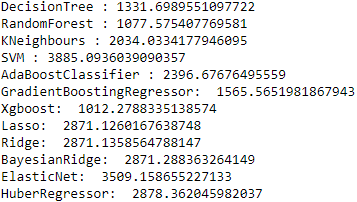 DecisionTree : 1331.6989551097722
RandomForest : 1077.575407769581
KNeighbours : 2034.0334177946095
SVM : 3885.0936039090357
AdaBoostClassifier : 2396.67676495559
GradientBoostingRegressor:  1565.5651981867943
Xgboost:  1012.2788335138574
Lasso:  2871.1260167638748
Ridge:  2871.1358564788147
BayesianRidge:  2871.288363264149
ElasticNet:  3509.158655227133
HuberRegressor:  2878.362045982037